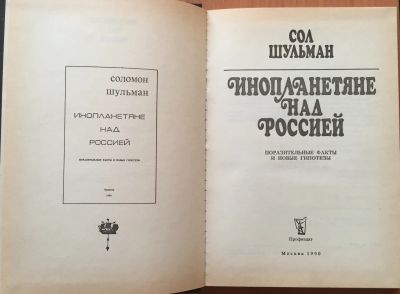 соломон
шульман
ИНОПЛАНЕТЯНЕ
НАД
РОССИЕЙ
СОЛ
ШУЛЬМАН
ИНОПЛАНЕТЯНЕ
НАД
РОССИЕЙ
ПОРАЗИТЕЛЬНЫЕ ФАКТЫ
И НОВЫЕ ГИПОТЕЗЫ
Профиздат
Москва 1990